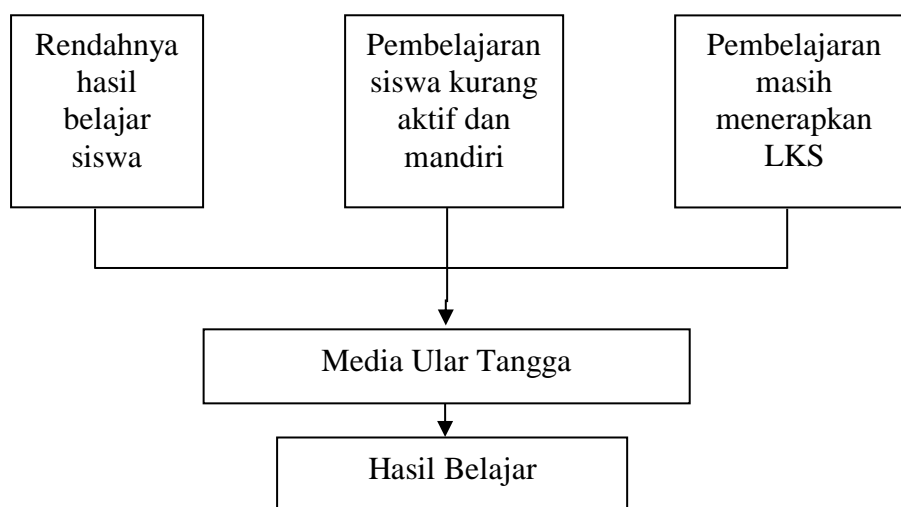 Rendahnya
hasil
belajar
siswa
Pembelajaran
siswa kurang
aktif dan
mandiri
Pembelajaran
masih
menerapkan
LKS
Media Ular Tangga
Hasil Belajar